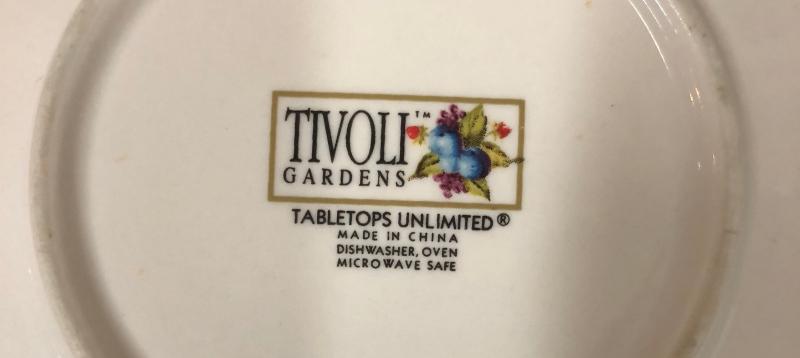 TIVOLI™
GARDENS
TABLETOPS UNLIMITED®
MADE IN CHINA
DISHWASHER, OVEN
MICROWAVE SAFE